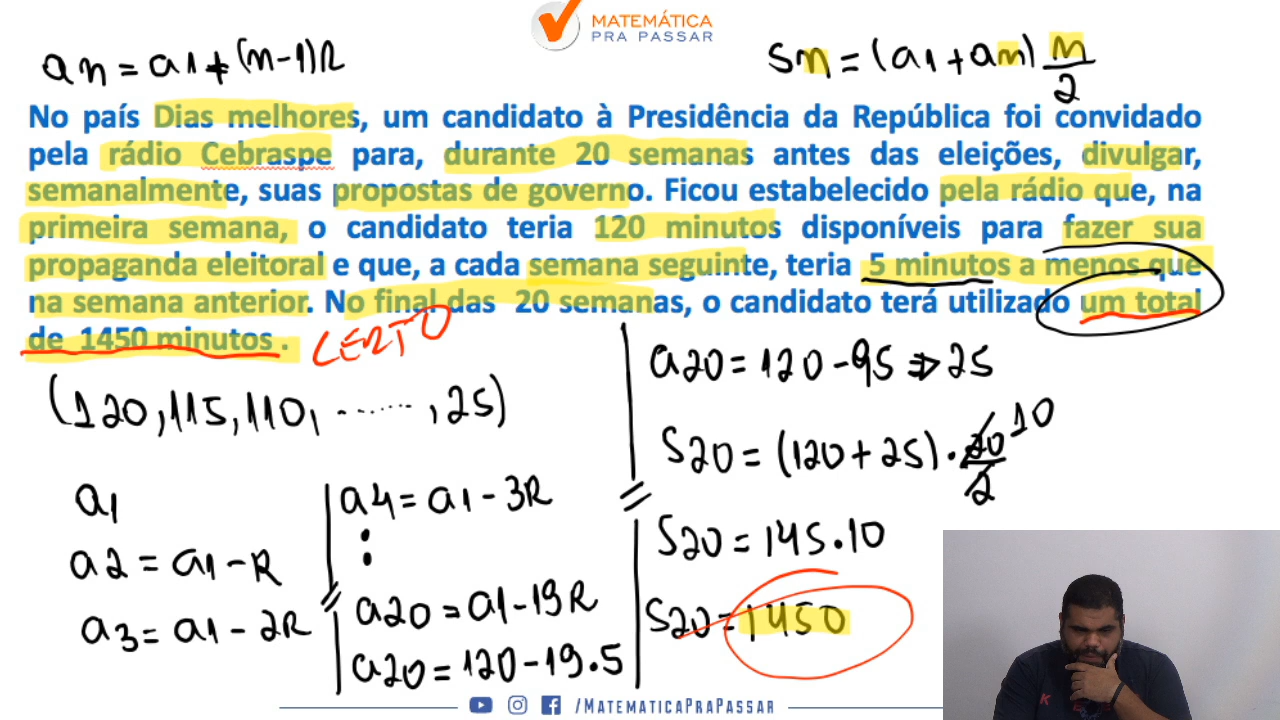 MATEMÁTICA
PRA PASSAR
an = a1 + (n-1)R
Sn = (a1 + an) n/2
No país Dias melhores, um candidato à Presidência da República foi convidado
pela rádio Cebraspe para, durante 20 semanas antes das eleições, divulgar,
semanalmente, suas propostas de governo. Ficou estabelecido pela rádio que, na
primeira semana, o candidato teria 120 minutos disponíveis para fazer sua
propaganda eleitoral e que, a cada semana seguinte, teria 5 minutos a menos que
na semana anterior. No final das 20 semanas, o candidato terá utilizado um total
de 1450 minutos.
CERTO
(120, 115, 110, ......., 25)
a1
a2 = a1 - R
a3 = a1 - 2R
a4 = a1 - 3R
:
a20 = a1 - 19R
a20 = 120 - 19.5
a20 = 120 - 95 => 25
S20 = (120 + 25) . 20/2 10
S20 = 145.10
S20 = 1450
/MATEMATICAPRAPASSAR
K